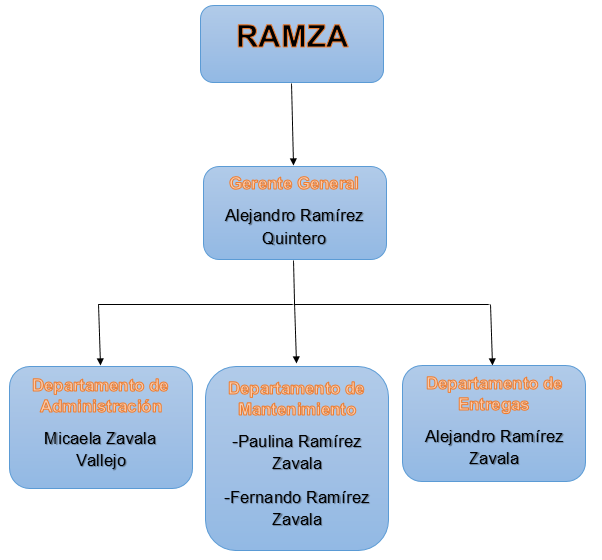 RAMZA
Gerente General
Alejandro Ramírez
Quintero
Departamento de
Administración
Micaela Zavala
Vallejo
Departamento de
Mantenimiento
-Paulina Ramírez
Zavala
-Fernando Ramírez
Zavala
Departamento de
Entregas
Alejandro Ramírez
Zavala